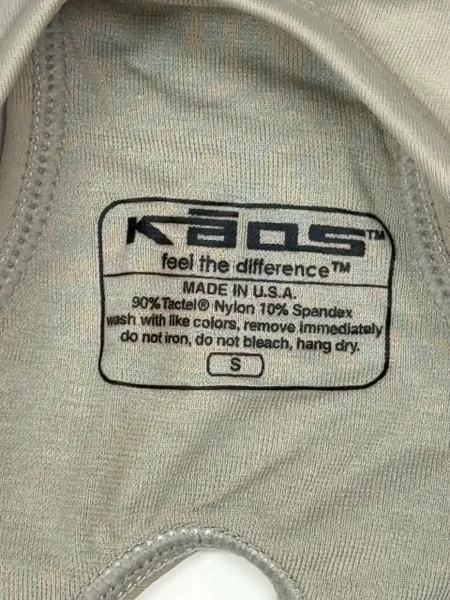 KāOS™
feel the difference™
MADE IN U.S.A.
90% Tactel® Nylon 10% Spandex
wash with like colors, remove immediately
do not iron, do not bleach, hang dry.
S